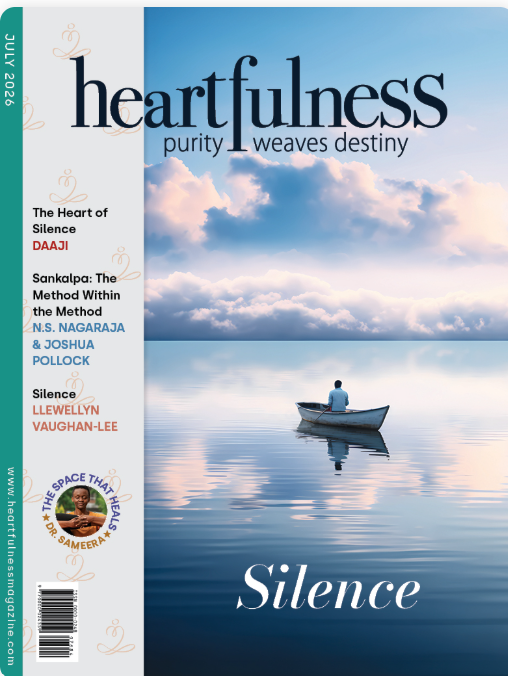 JULY 2026
heartfulness
purity weaves destiny
The Heart of
Silence
DAAJI
Sankalpa: The
Method Within
the Method
N.S. NAGARAJA
& JOSHUA
POLLOCK
Silence
LLEWELLYN
VAUGHAN-LEE
THE SPACE THAT HEALS
★ DR. SAMEERA ★
Silence
www.heartfulnessmagazine.com